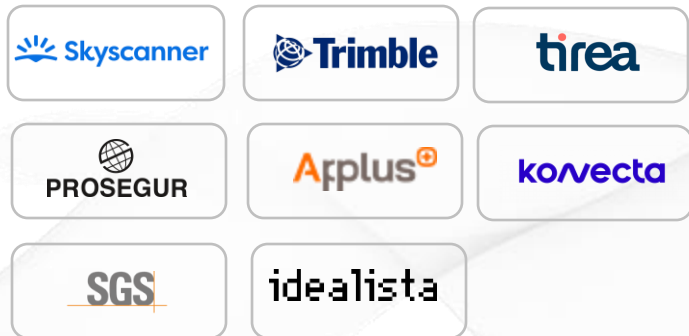 Skyscanner
Trimble
tirea
PROSEGUR
Applus+
konecta
SGS
idealista